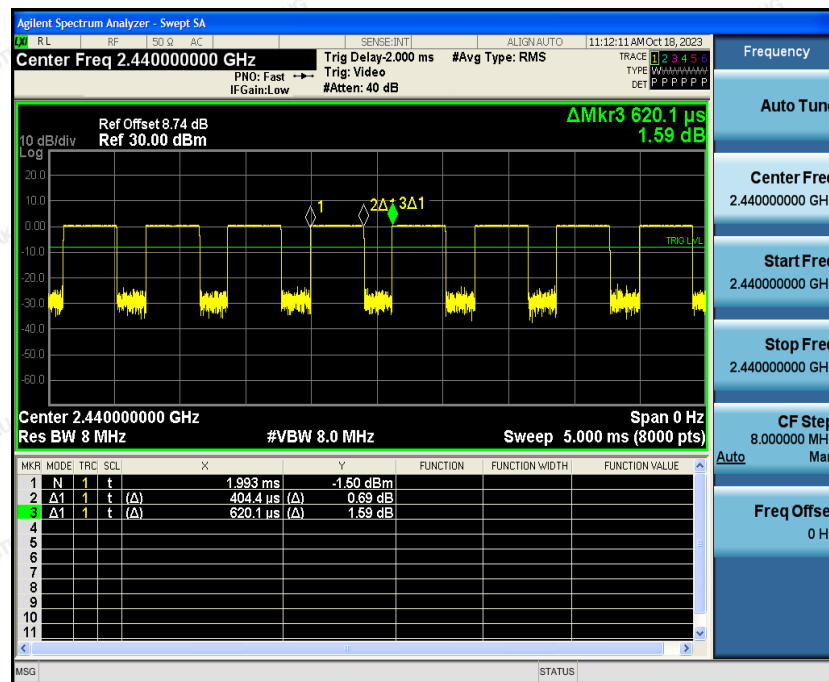 Agilent Spectrum Analyzer - Swept SA
LXI RL RF 50 Ω AC SENSE:INT ALIGN AUTO 11:12:11 AM Oct 18, 2023
Center Freq 2.440000000 GHz
PNO: Fast
IFGain:Low
Trig Delay-2.000 ms
Trig: Video
#Atten: 40 dB
#Avg Type: RMS
TRACE 1 2 3 4 5 6
TYPE WWWWWW
DET P P P P P P
Frequency
ΔMkr3 620.1 µs
1.59 dB
Ref Offset 8.74 dB
10 dB/div Ref 30.00 dBm
Log
20.0
10.0
0.00
-10.0
-20.0
-30.0
-40.0
-50.0
-60.0
1
2Δ1
3Δ1
TRIG LVL
Center 2.440000000 GHz Span 0 Hz
Res BW 8 MHz #VBW 8.0 MHz Sweep 5.000 ms (8000 pts)
MKR MODE TRC SCL X Y FUNCTION FUNCTION WIDTH FUNCTION VALUE
1 N 1 t 1.993 ms -1.50 dBm
2 Δ1 1 t (Δ) 404.4 µs (Δ) 0.69 dB
3 Δ1 1 t (Δ) 620.1 µs (Δ) 1.59 dB
4
5
6
7
8
9
10
11
MSG STATUS
Auto Tun
Center Fre
2.440000000 GH
Start Fre
2.440000000 GH
Stop Fre
2.440000000 GH
CF Step
8.000000 MH
Auto Ma
Freq Offse
0 H